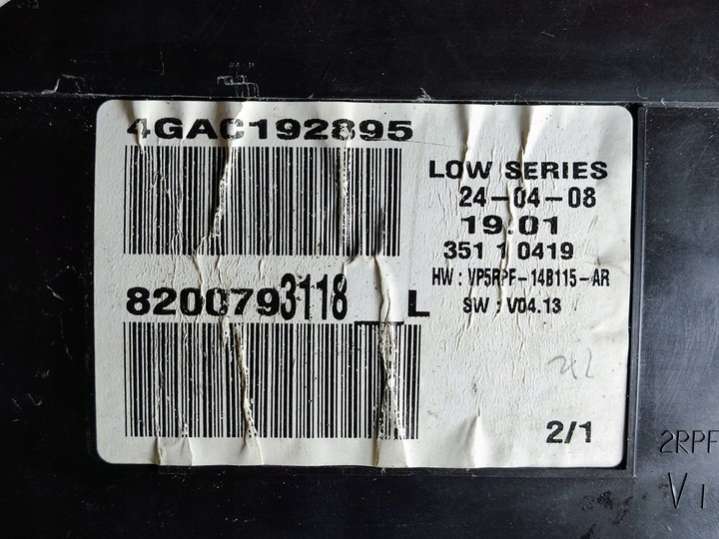 4GAC192895
LOW SERIES
24-04-08
19:01
351 1 0419
HW : VP5RPF-14B115-AR
SW : V04.13
8200793118 L
2/1
2RPF